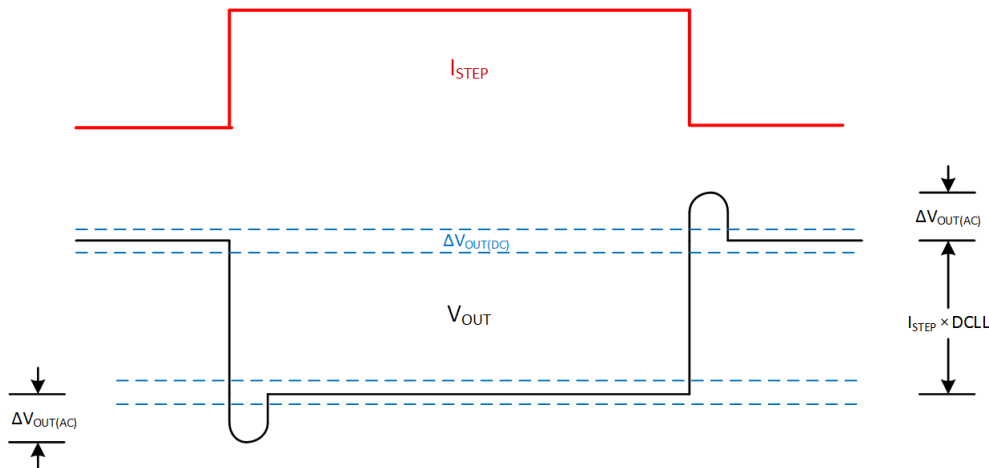 ISTEP
ΔVOUT(AC)
ΔVOUT(DC)
VOUT
ISTEP × DCLL
ΔVOUT(AC)